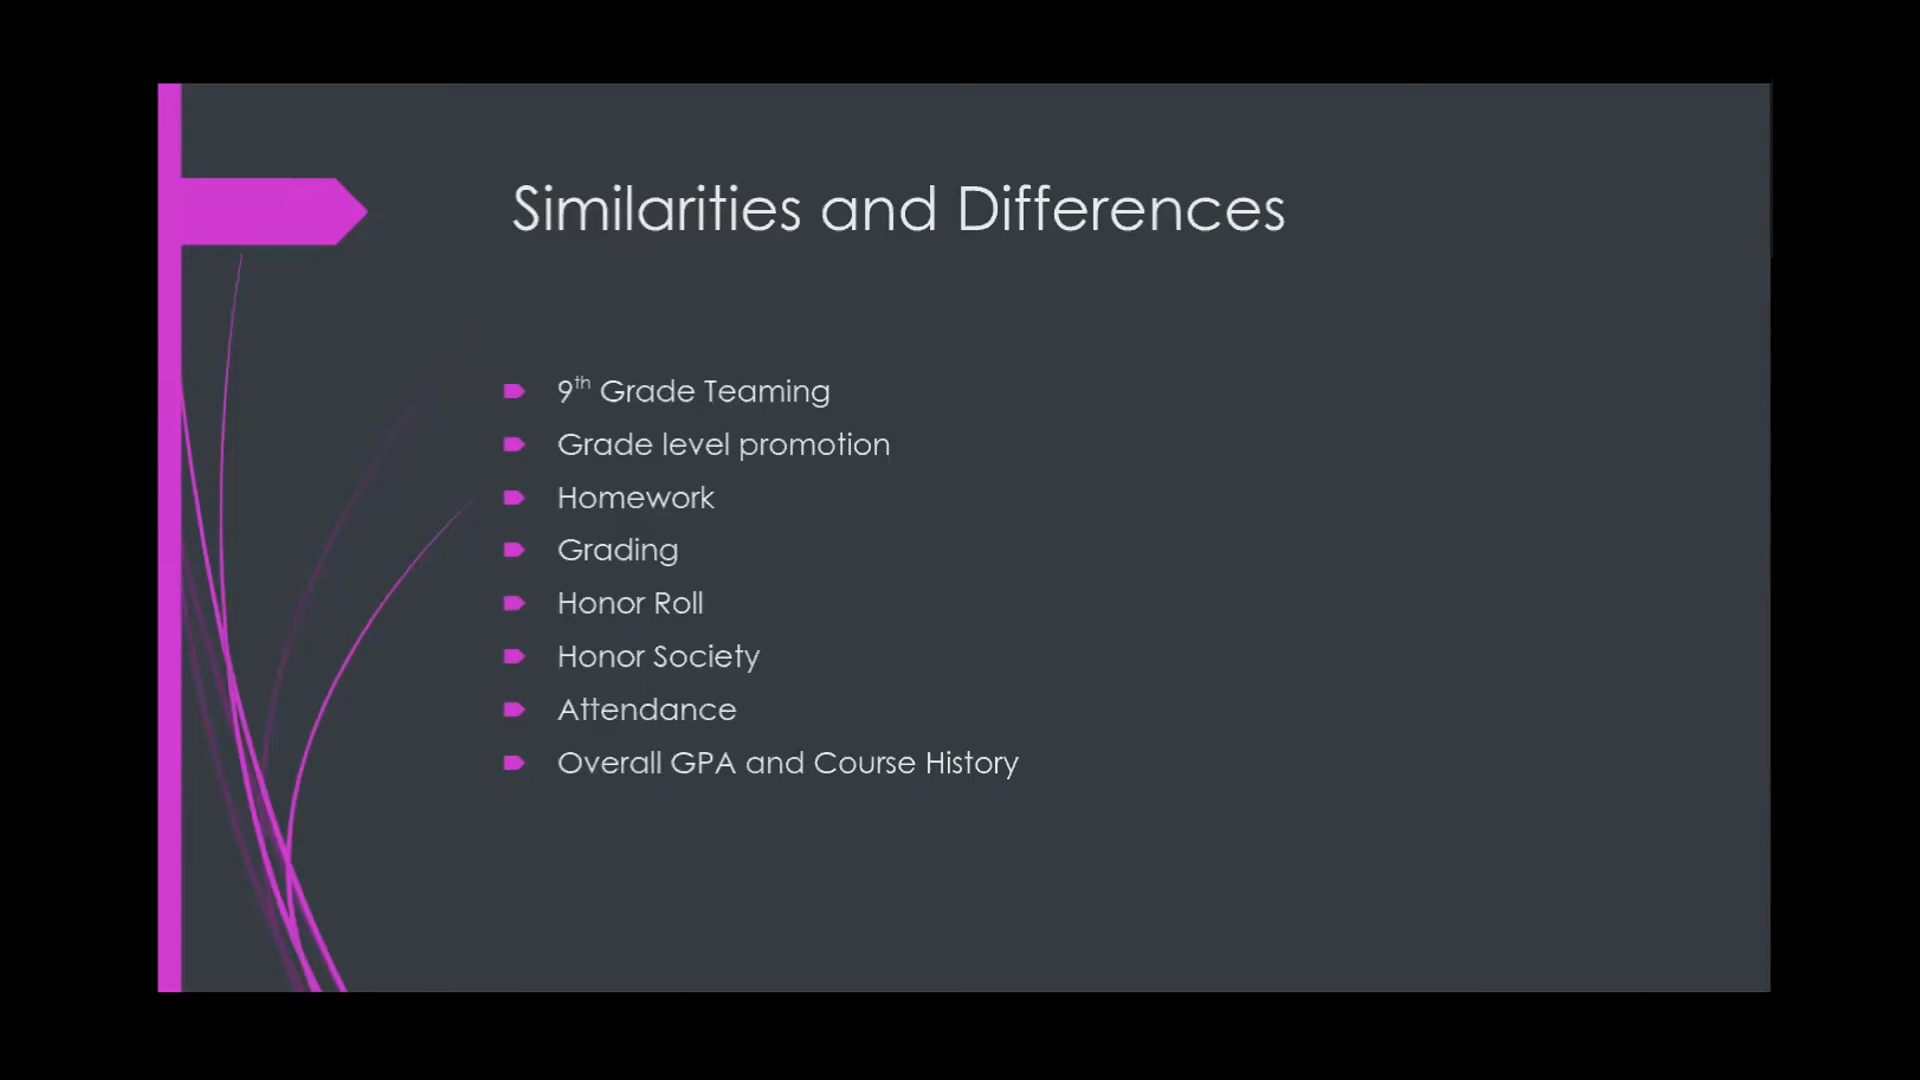 Similarities and Differences
9th Grade Teaming
Grade level promotion
Homework
Grading
Honor Roll
Honor Society
Attendance
Overall GPA and Course History